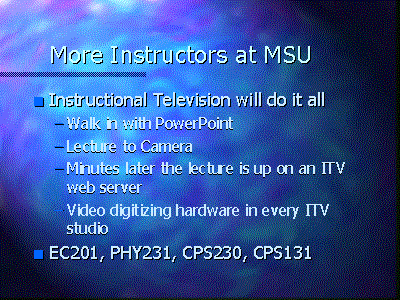 More Instructors at MSU
Instructional Television will do it all
– Walk in with PowerPoint
– Lecture to Camera
– Minutes later the lecture is up on an ITV
web server
Video digitizing hardware in every ITV
studio
EC201, PHY231, CPS230, CPS131